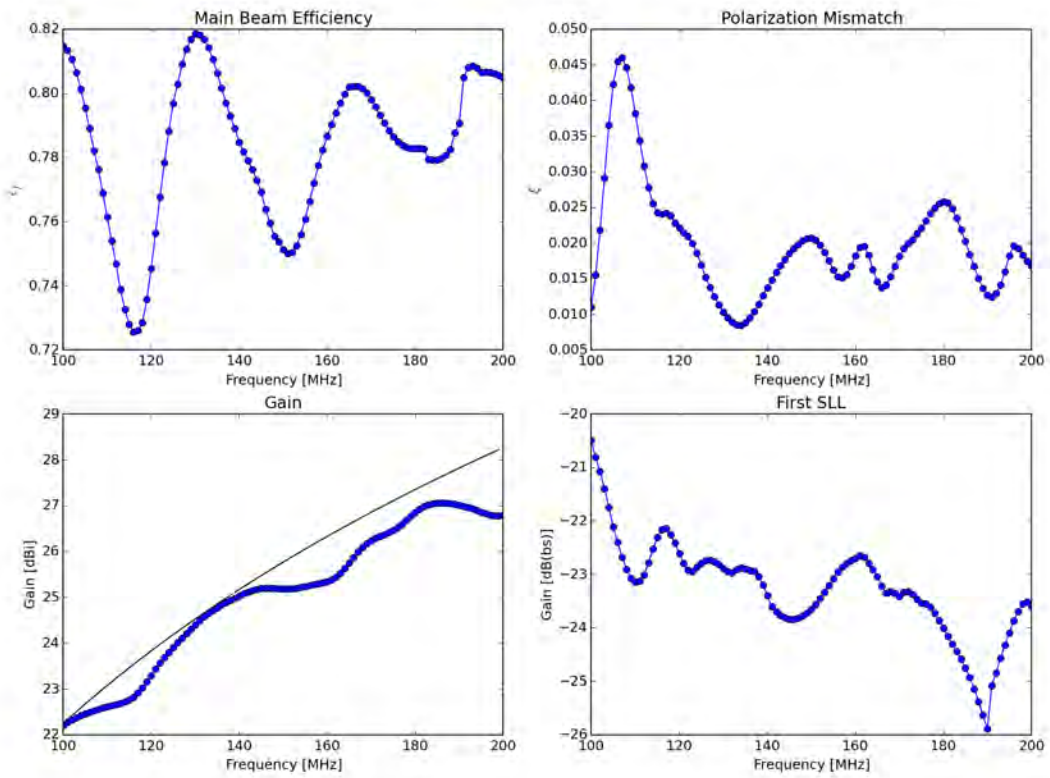 Main Beam Efficiency
0.82
0.80
0.78
0.76
0.74
0.72
100 120 140 160 180 200
Frequency [MHz]
Polarization Mismatch
0.050
0.045
0.040
0.035
0.030
0.025
0.020
0.015
0.010
0.005
ξ
100 120 140 160 180 200
Frequency [MHz]
Gain
29
28
27
26
25
24
23
22
Gain [dBi]
100 120 140 160 180 200
Frequency [MHz]
First SLL
−20
−21
−22
−23
−24
−25
−26
Gain [dB(bs)]
100 120 140 160 180 200
Frequency [MHz]